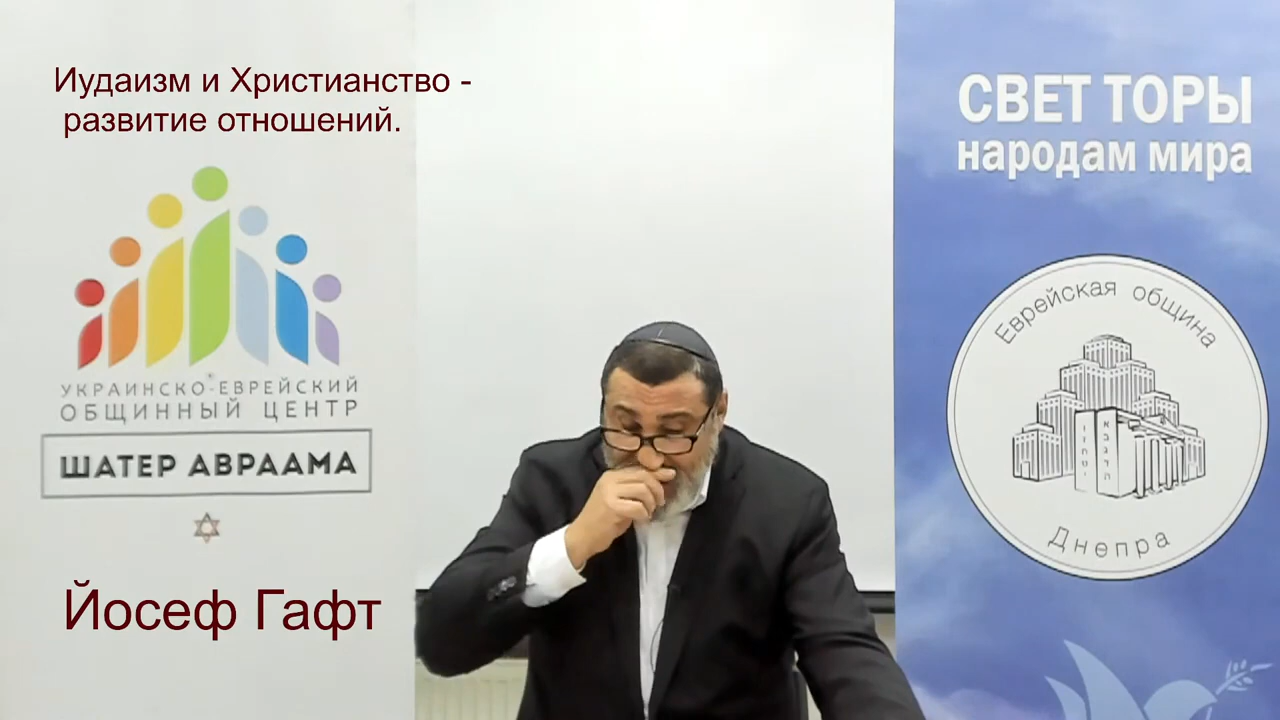 Иудаизм и Христианство -
развитие отношений.
УКРАИНСКО-ЕВРЕЙСКИЙ
ОБЩИННЫЙ ЦЕНТР
ШАТЕР АВРААМА
Йосеф Гафт
СВЕТ ТОРЫ
народам мира
Еврейская община
Днепра